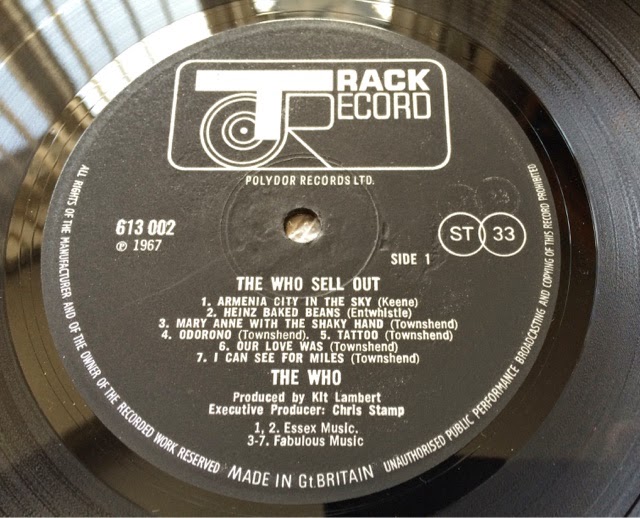 TRACK
RECORD
POLYDOR RECORDS LTD.
613 002
℗ 1967
ST 33
SIDE 1
THE WHO SELL OUT
1. ARMENIA CITY IN THE SKY (Keene)
2. HEINZ BAKED BEANS (Entwhistle)
3. MARY ANNE WITH THE SHAKY HAND (Townshend)
4. ODORONO (Townshend). 5. TATTOO (Townshend)
6. OUR LOVE WAS (Townshend)
7. I CAN SEE FOR MILES (Townshend)
THE WHO
Produced by Kit Lambert
Executive Producer: Chris Stamp
1, 2. Essex Music.
3-7. Fabulous Music
ALL RIGHTS OF THE MANUFACTURER AND OF THE OWNER OF THE RECORDED WORK RESERVED
MADE IN Gt.BRITAIN
UNAUTHORISED PUBLIC PERFORMANCE BROADCASTING AND COPYING OF THIS RECORD PROHIBITED